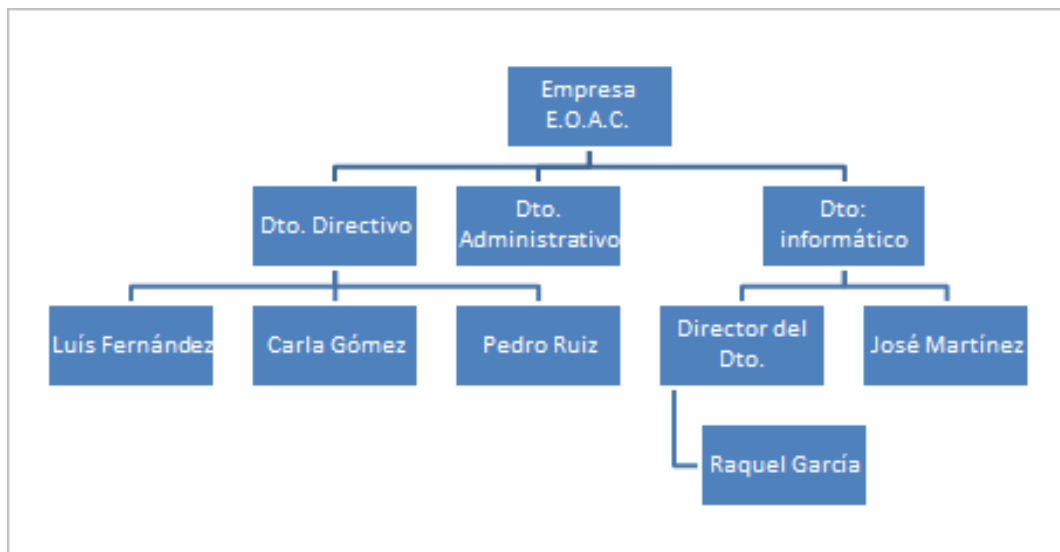 Empresa
E.O.A.C.
Dto. Directivo
Dto.
Administrativo
Dto:
informático
Luís Fernández
Carla Gómez
Pedro Ruiz
Director del
Dto.
José Martínez
Raquel García